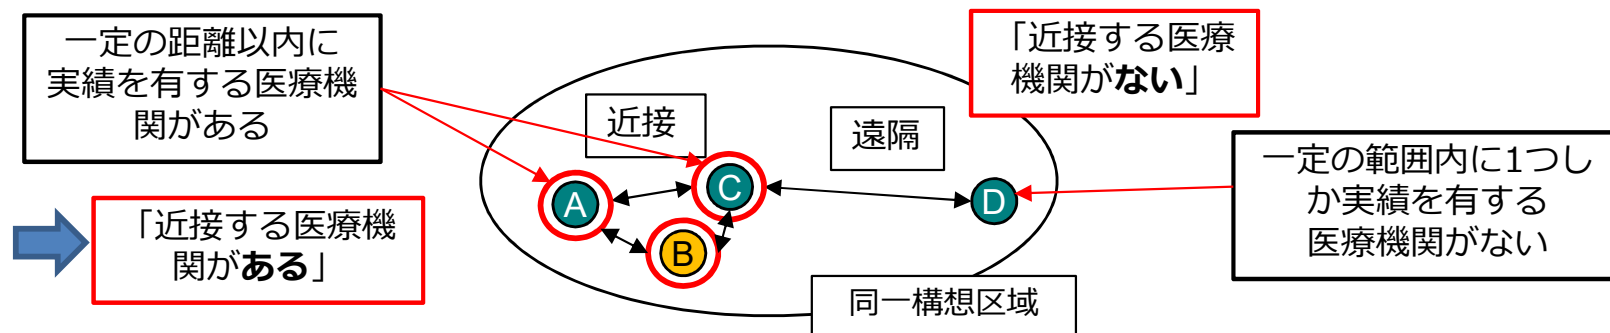 一定の距離以内に
実績を有する医療機
関がある
「近接する医療機
関がある」
近接
遠隔
「近接する医療
機関がない」
A
B
C
D
同一構想区域
一定の範囲内に1つし
か実績を有する
医療機関がない